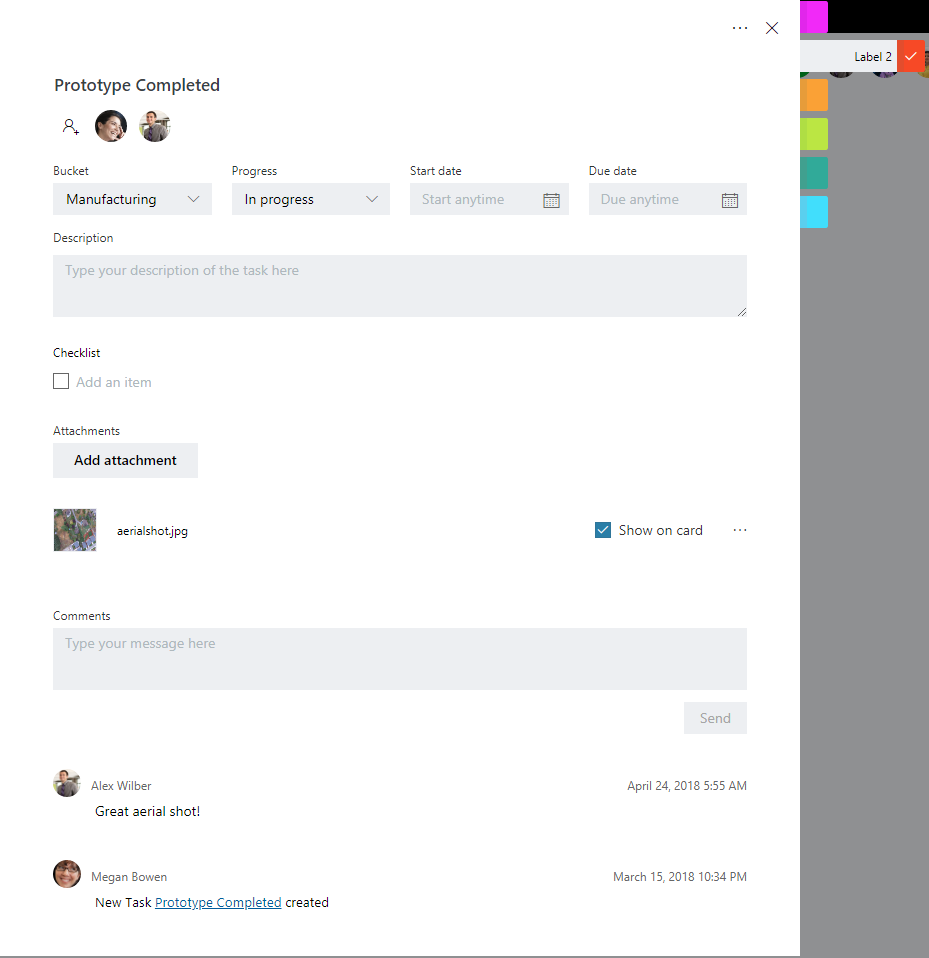 Label 2
Prototype Completed
Bucket Progress Start date Due date
Manufacturing In progress Start anytime Due anytime
Description
Type your description of the task here
Checklist
Add an item
Attachments
Add attachment
aerialshot.jpg Show on card
Comments
Type your message here
Send
Alex Wilber April 24, 2018 5:55 AM
Great aerial shot!
Megan Bowen March 15, 2018 10:34 PM
New Task Prototype Completed created